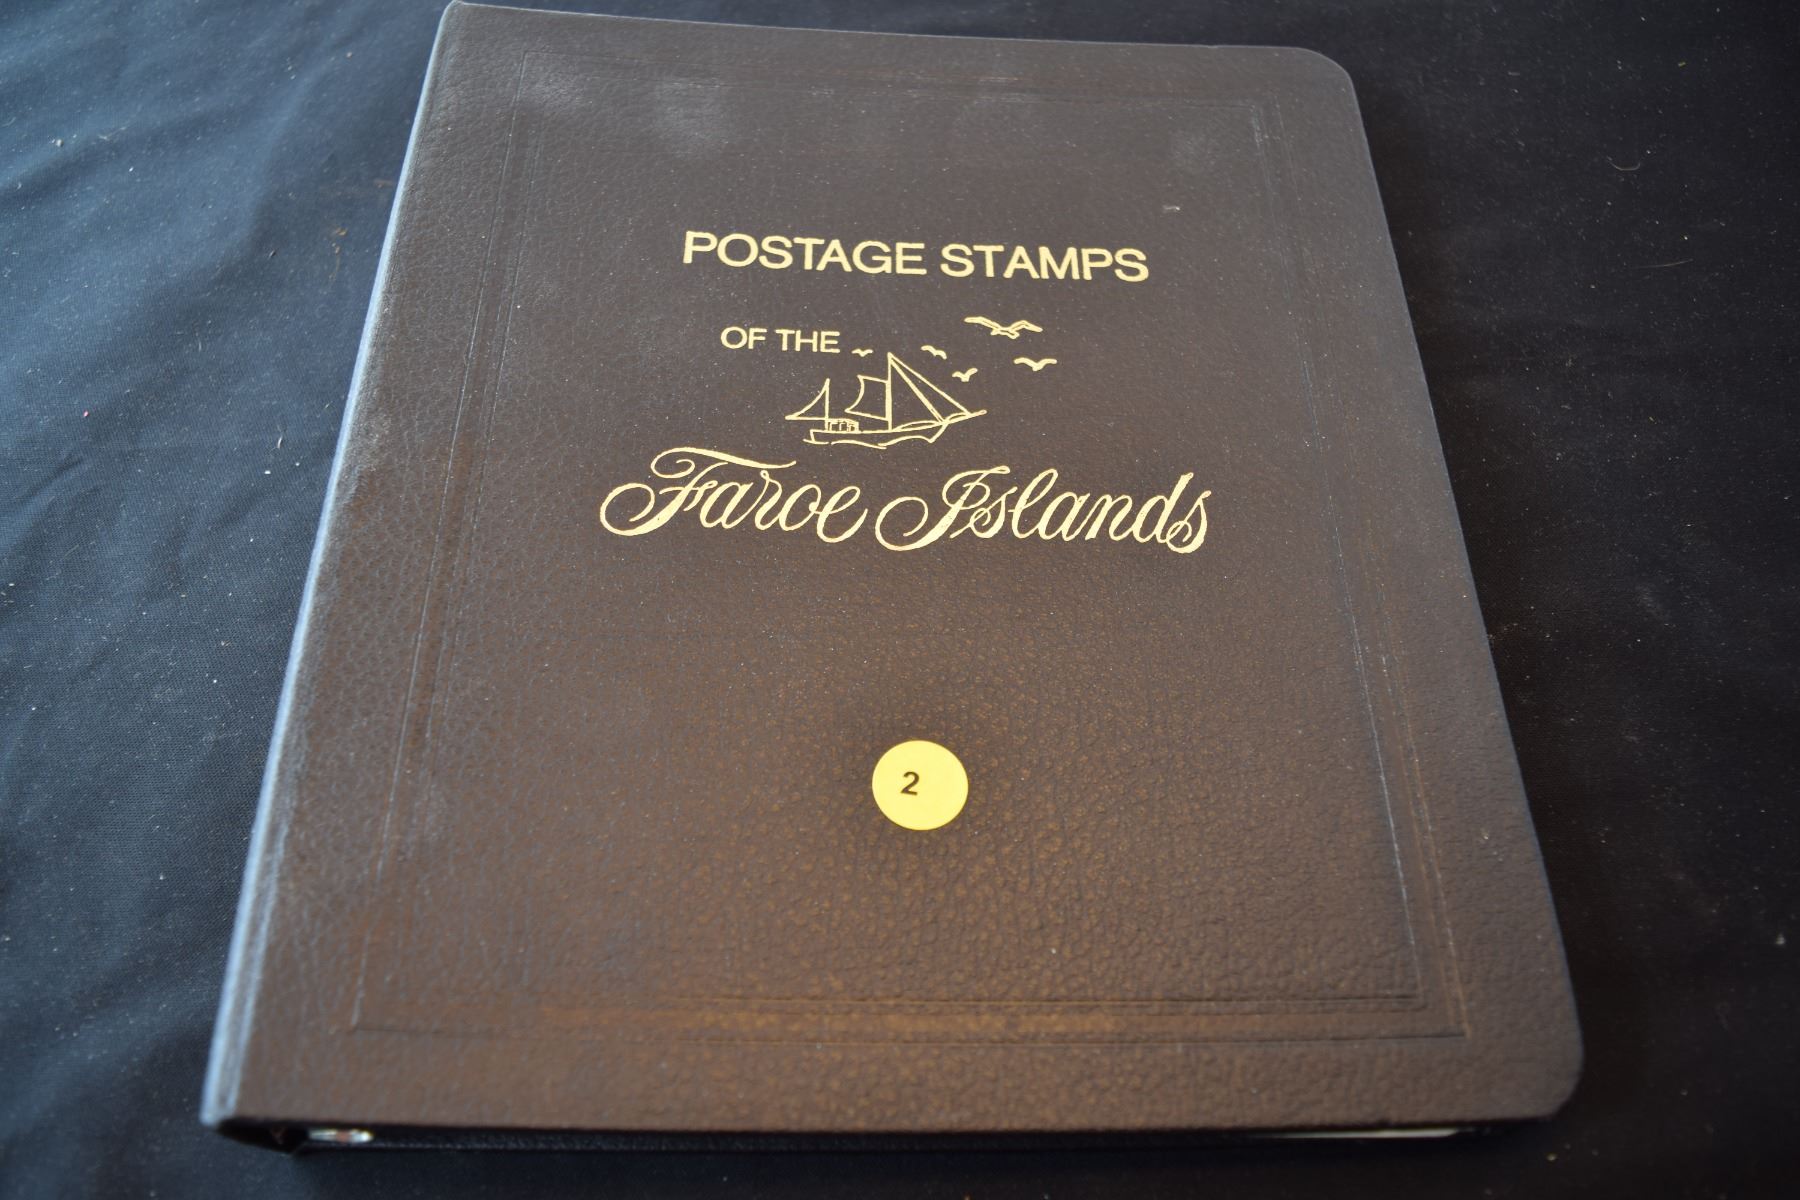 POSTAGE STAMPS
OF THE
Faroe Islands
2